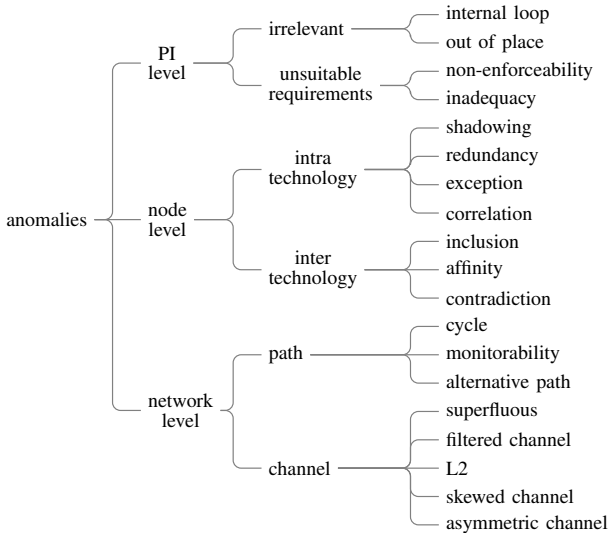 anomalies
PI
level
irrelevant
internal loop
out of place
unsuitable
requirements
non-enforceability
inadequacy
node
level
intra
technology
shadowing
redundancy
exception
correlation
inter
technology
inclusion
affinity
contradiction
network
level
path
cycle
monitorability
alternative path
channel
superfluous
filtered channel
L2
skewed channel
asymmetric channel